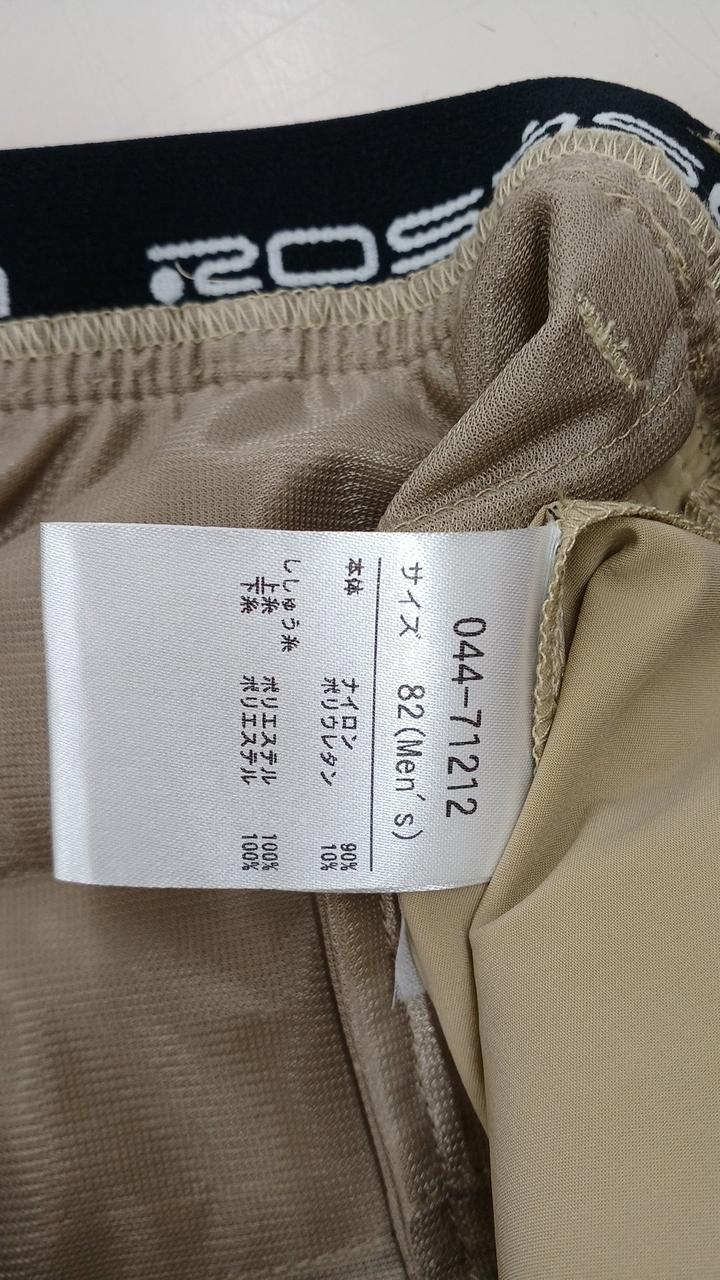 044-71212
サイズ 82(Men's)
本体 ナイロン 90%
ポリウレタン 10%
ししゅう糸
上糸 ポリエステル 100%
下糸 ポリエステル 100%